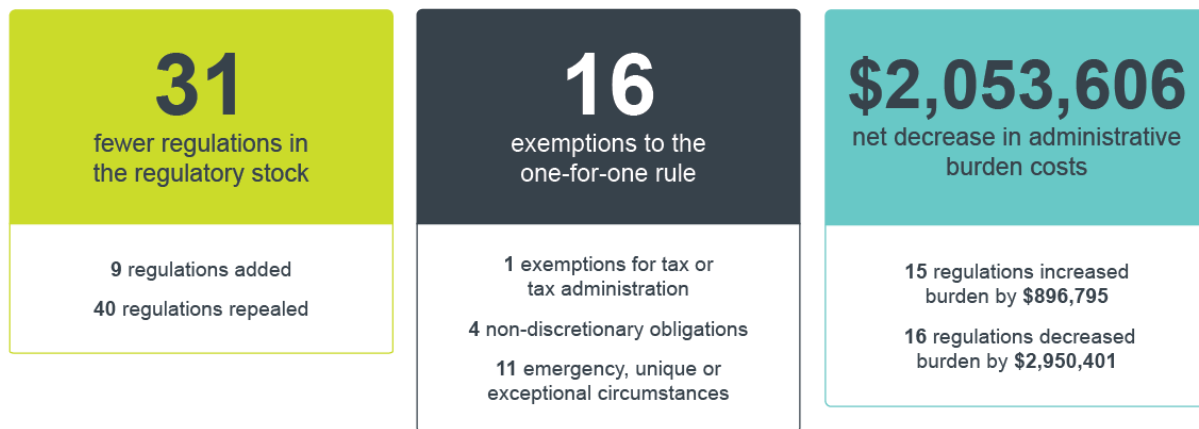 31
fewer regulations in
the regulatory stock
9 regulations added
40 regulations repealed
16
exemptions to the
one-for-one rule
1 exemptions for tax or
tax administration
4 non-discretionary obligations
11 emergency, unique or
exceptional circumstances
$2,053,606
net decrease in administrative
burden costs
15 regulations increased
burden by $896,795
16 regulations decreased
burden by $2,950,401